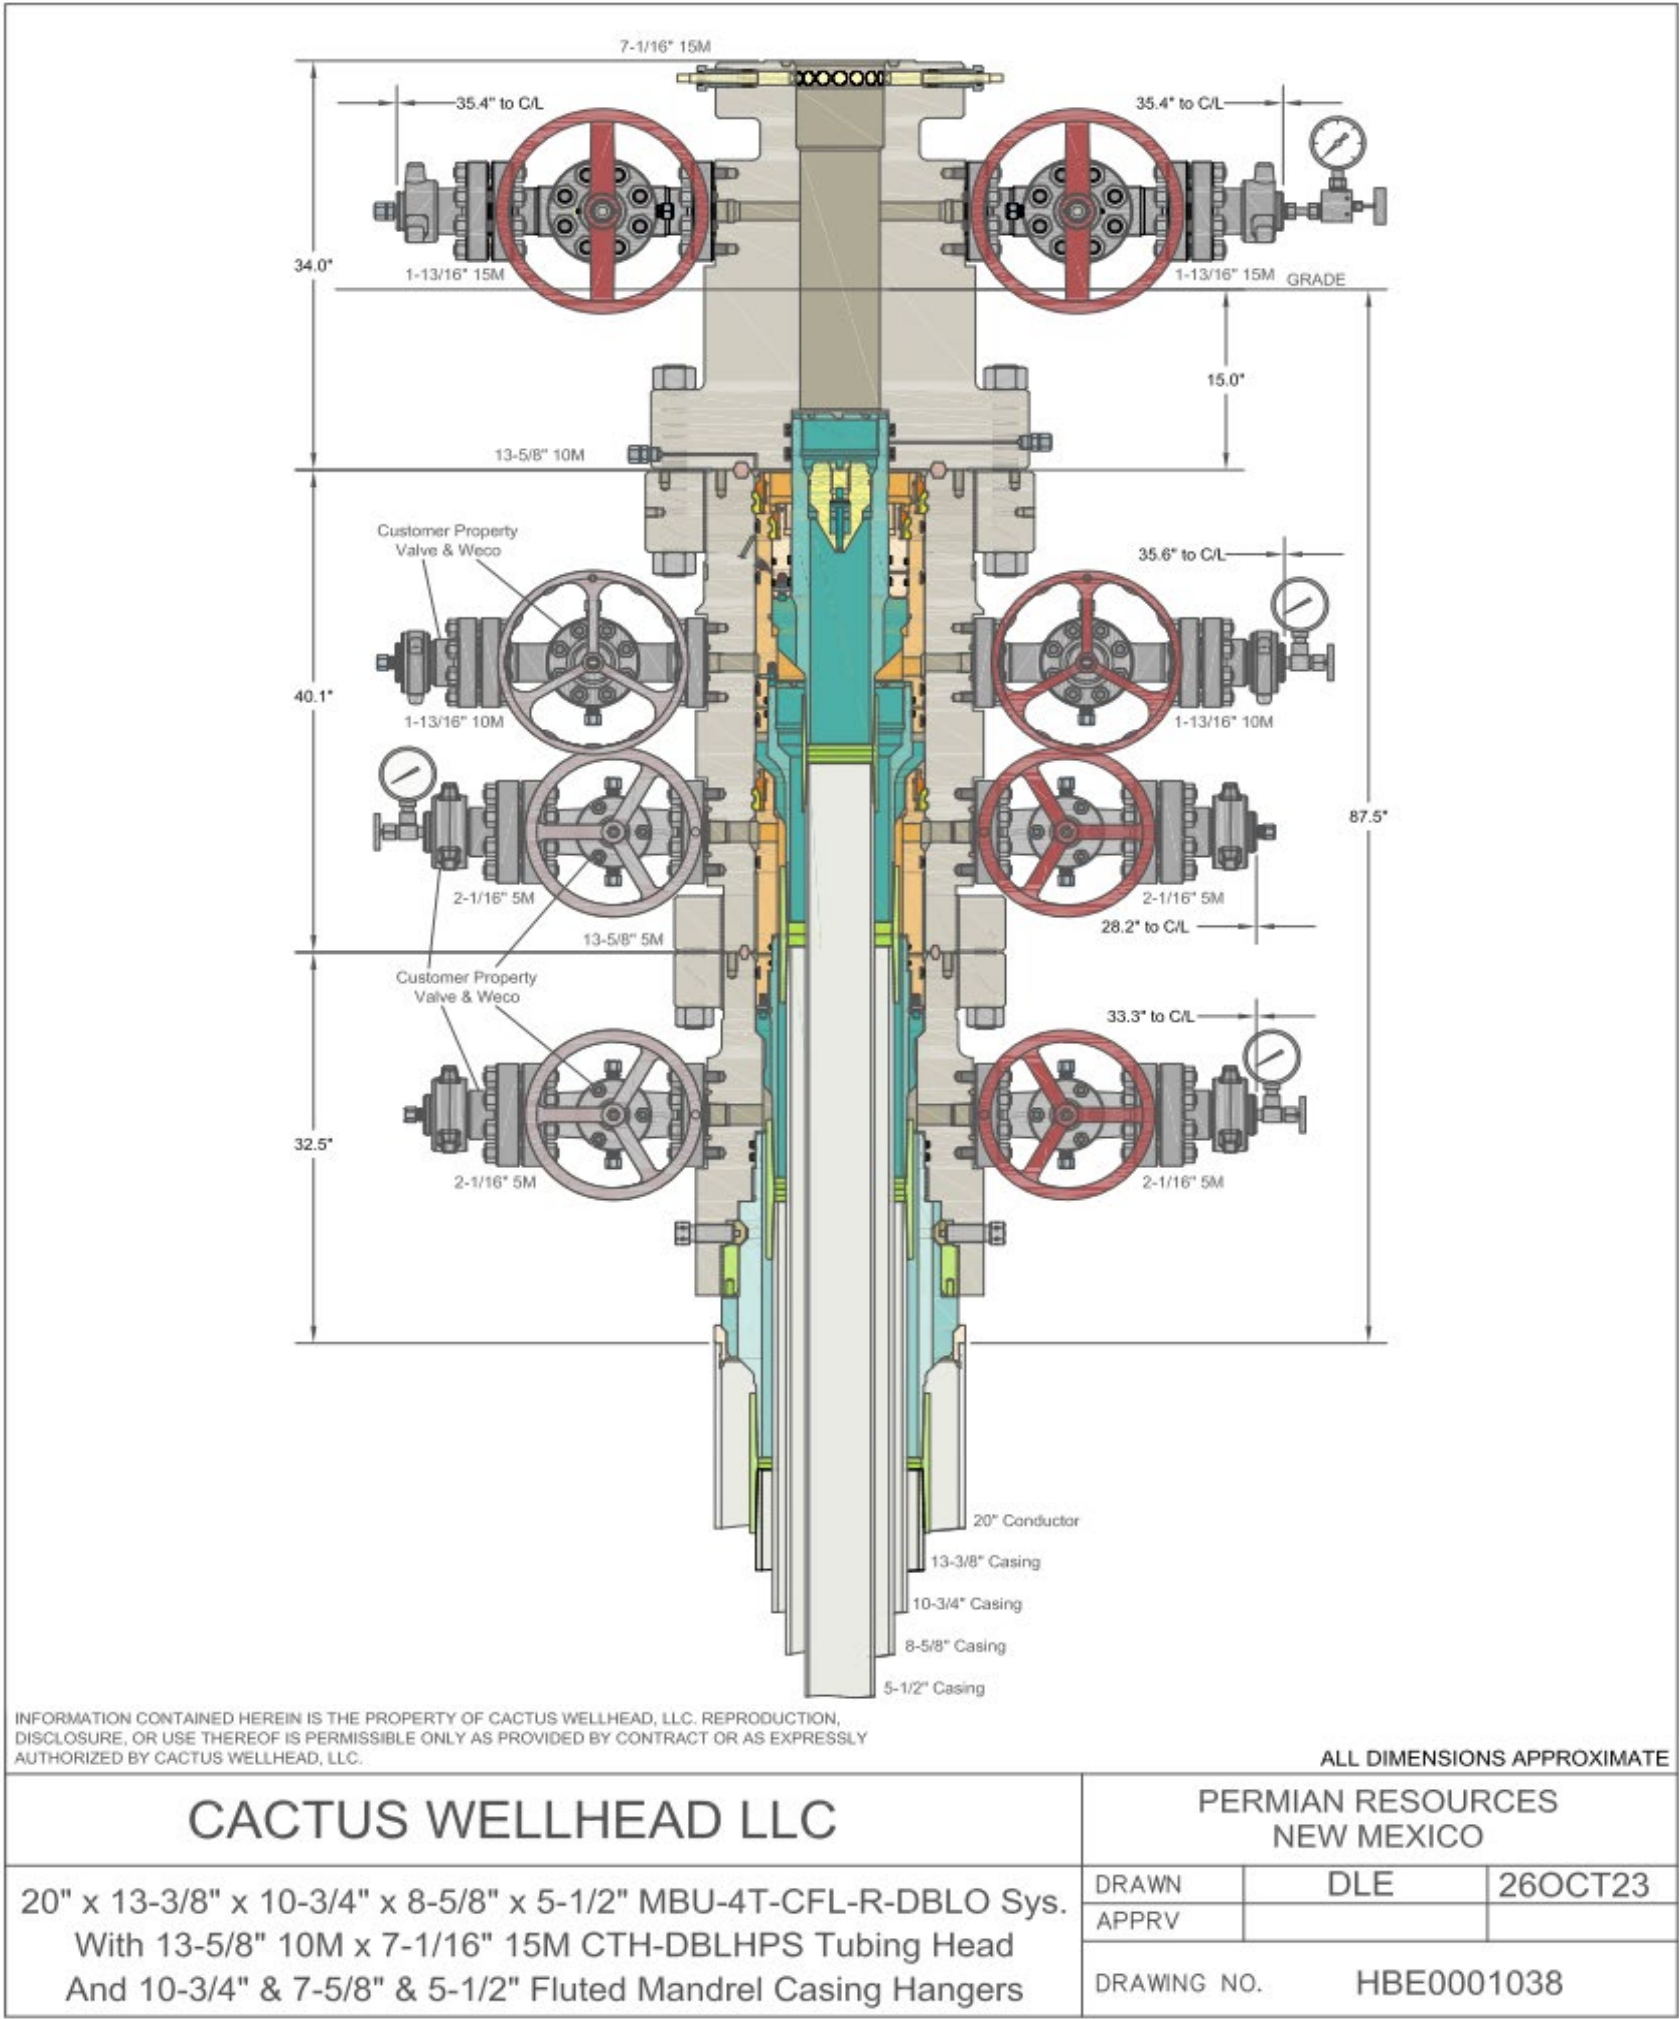 7-1/16" 15M
35.4" to C/L
35.4" to C/L
34.0"
1-13/16" 15M
1-13/16" 15M
GRADE
15.0"
13-5/8" 10M
Customer Property
Valve & Weco
35.6" to C/L
40.1"
1-13/16" 10M
1-13/16" 10M
87.5"
2-1/16" 5M
2-1/16" 5M
28.2" to C/L
13-5/8" 5M
Customer Property
Valve & Weco
33.3" to C/L
32.5"
2-1/16" 5M
2-1/16" 5M
20" Conductor
13-3/8" Casing
10-3/4" Casing
8-5/8" Casing
5-1/2" Casing
INFORMATION CONTAINED HEREIN IS THE PROPERTY OF CACTUS WELLHEAD, LLC. REPRODUCTION,
DISCLOSURE, OR USE THEREOF IS PERMISSIBLE ONLY AS PROVIDED BY CONTRACT OR AS EXPRESSLY
AUTHORIZED BY CACTUS WELLHEAD, LLC.
ALL DIMENSIONS APPROXIMATE
CACTUS WELLHEAD LLC
PERMIAN RESOURCES
NEW MEXICO
20" x 13-3/8" x 10-3/4" x 8-5/8" x 5-1/2" MBU-4T-CFL-R-DBLO Sys.
With 13-5/8" 10M x 7-1/16" 15M CTH-DBLHPS Tubing Head
And 10-3/4" & 7-5/8" & 5-1/2" Fluted Mandrel Casing Hangers
DRAWN DLE 26OCT23
APPRV
DRAWING NO. HBE0001038